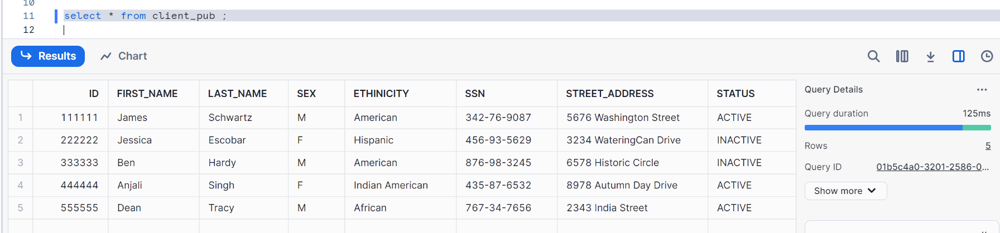 10
11 select * from client_pub ;
12
Results Chart
ID FIRST_NAME LAST_NAME SEX ETHINICITY SSN STREET_ADDRESS STATUS
1 111111 James Schwartz M American 342-76-9087 5676 Washington Street ACTIVE
2 222222 Jessica Escobar F Hispanic 456-93-5629 3234 WateringCan Drive INACTIVE
3 333333 Ben Hardy M American 876-98-3245 6578 Historic Circle INACTIVE
4 444444 Anjali Singh F Indian American 435-87-6532 8978 Autumn Day Drive ACTIVE
5 555555 Dean Tracy M African 767-34-7656 2343 India Street ACTIVE
Query Details ...
Query duration 125ms
Rows 5
Query ID 01b5c4a0-3201-2586-0...
Show more